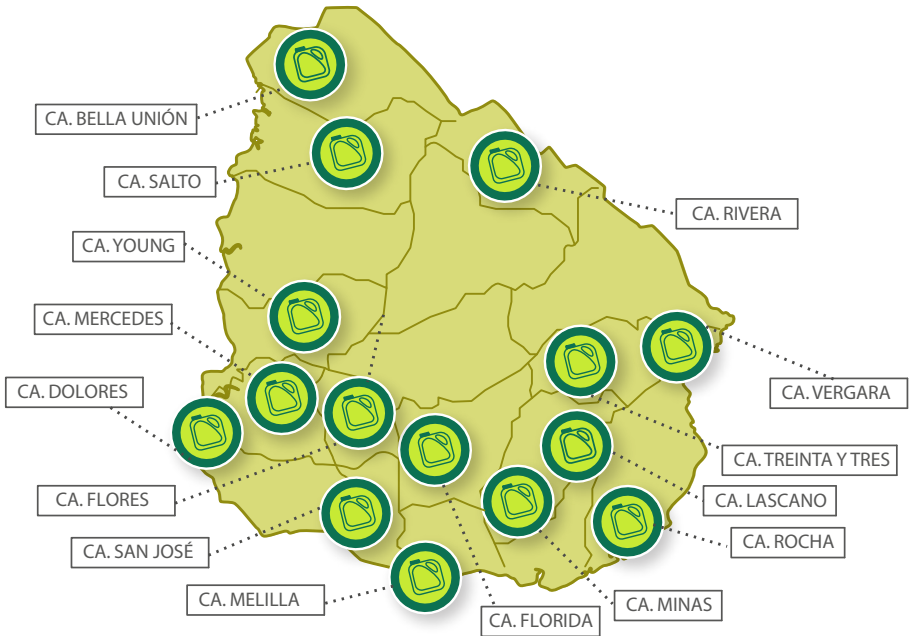 CA. BELLA UNIÓN
CA. SALTO
CA. RIVERA
CA. YOUNG
CA. MERCEDES
CA. DOLORES
CA. VERGARA
CA. TREINTA Y TRES
CA. FLORES
CA. LASCANO
CA. ROCHA
CA. SAN JOSÉ
CA. MELILLA
CA. MINAS
CA. FLORIDA